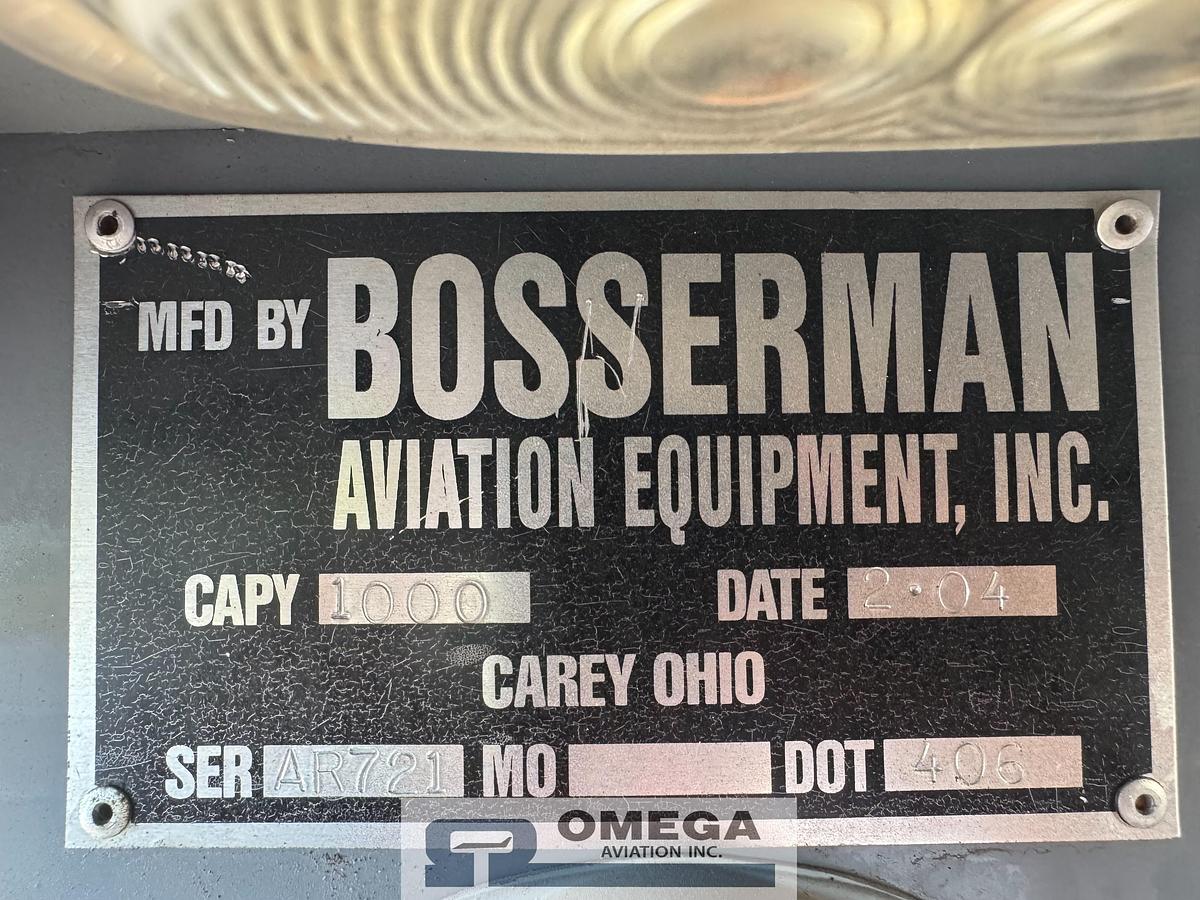 MFD BY BOSSERMAN
AVIATION EQUIPMENT, INC.
CAPY 1000 DATE 2·04
CAREY OHIO
SER AR721 MO DOT 406
OMEGA
AVIATION INC.